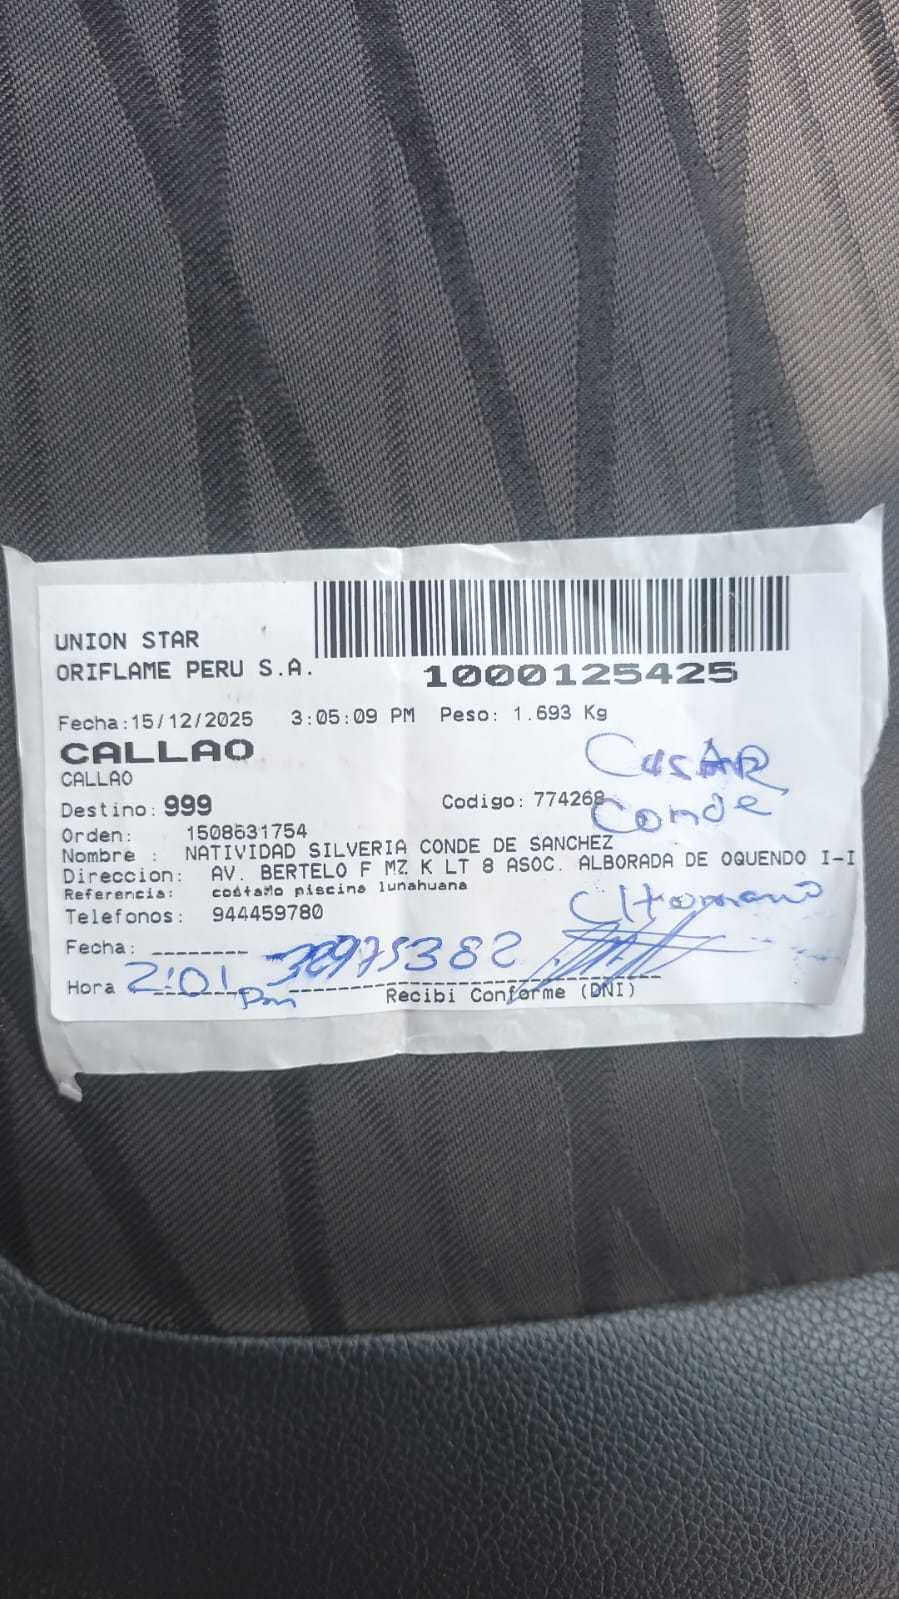 UNION STAR
ORIFLAME PERU S.A.
1000125425
Fecha:15/12/2025 3:05:09 PM Peso: 1.693 Kg
CALLAO
CALLAO
Destino: 999 Codigo: 774268
Orden: 1508631754
Nombre : NATIVIDAD SILVERIA CONDE DE SANCHEZ
Direccion: AV. BERTELO F MZ K LT 8 ASOC. ALBORADA DE OQUENDO I-I
Referencia: costado piscina lunahuana
Telefonos: 944459780
Fecha:
Hora 2:01 Pm
Recibi Conforme (DNI)
Conde